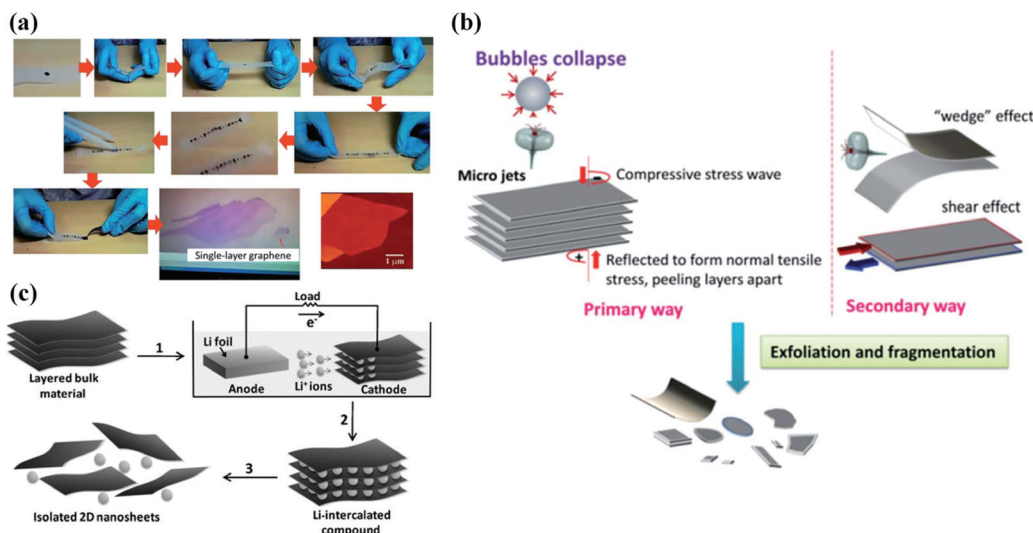 (a)
Single-layer graphene
1 μm
(b)
Bubbles collapse
Micro jets
Compressive stress wave
Reflected to form normal tensile
stress, peeling layers apart
Primary way
"wedge" effect
shear effect
Secondary way
Exfoliation and fragmentation
(c)
Layered bulk
material
1
Load
e-
Li foil
Anode
Li+ ions
Cathode
2
Li-intercalated
compound
3
Isolated 2D nanosheets